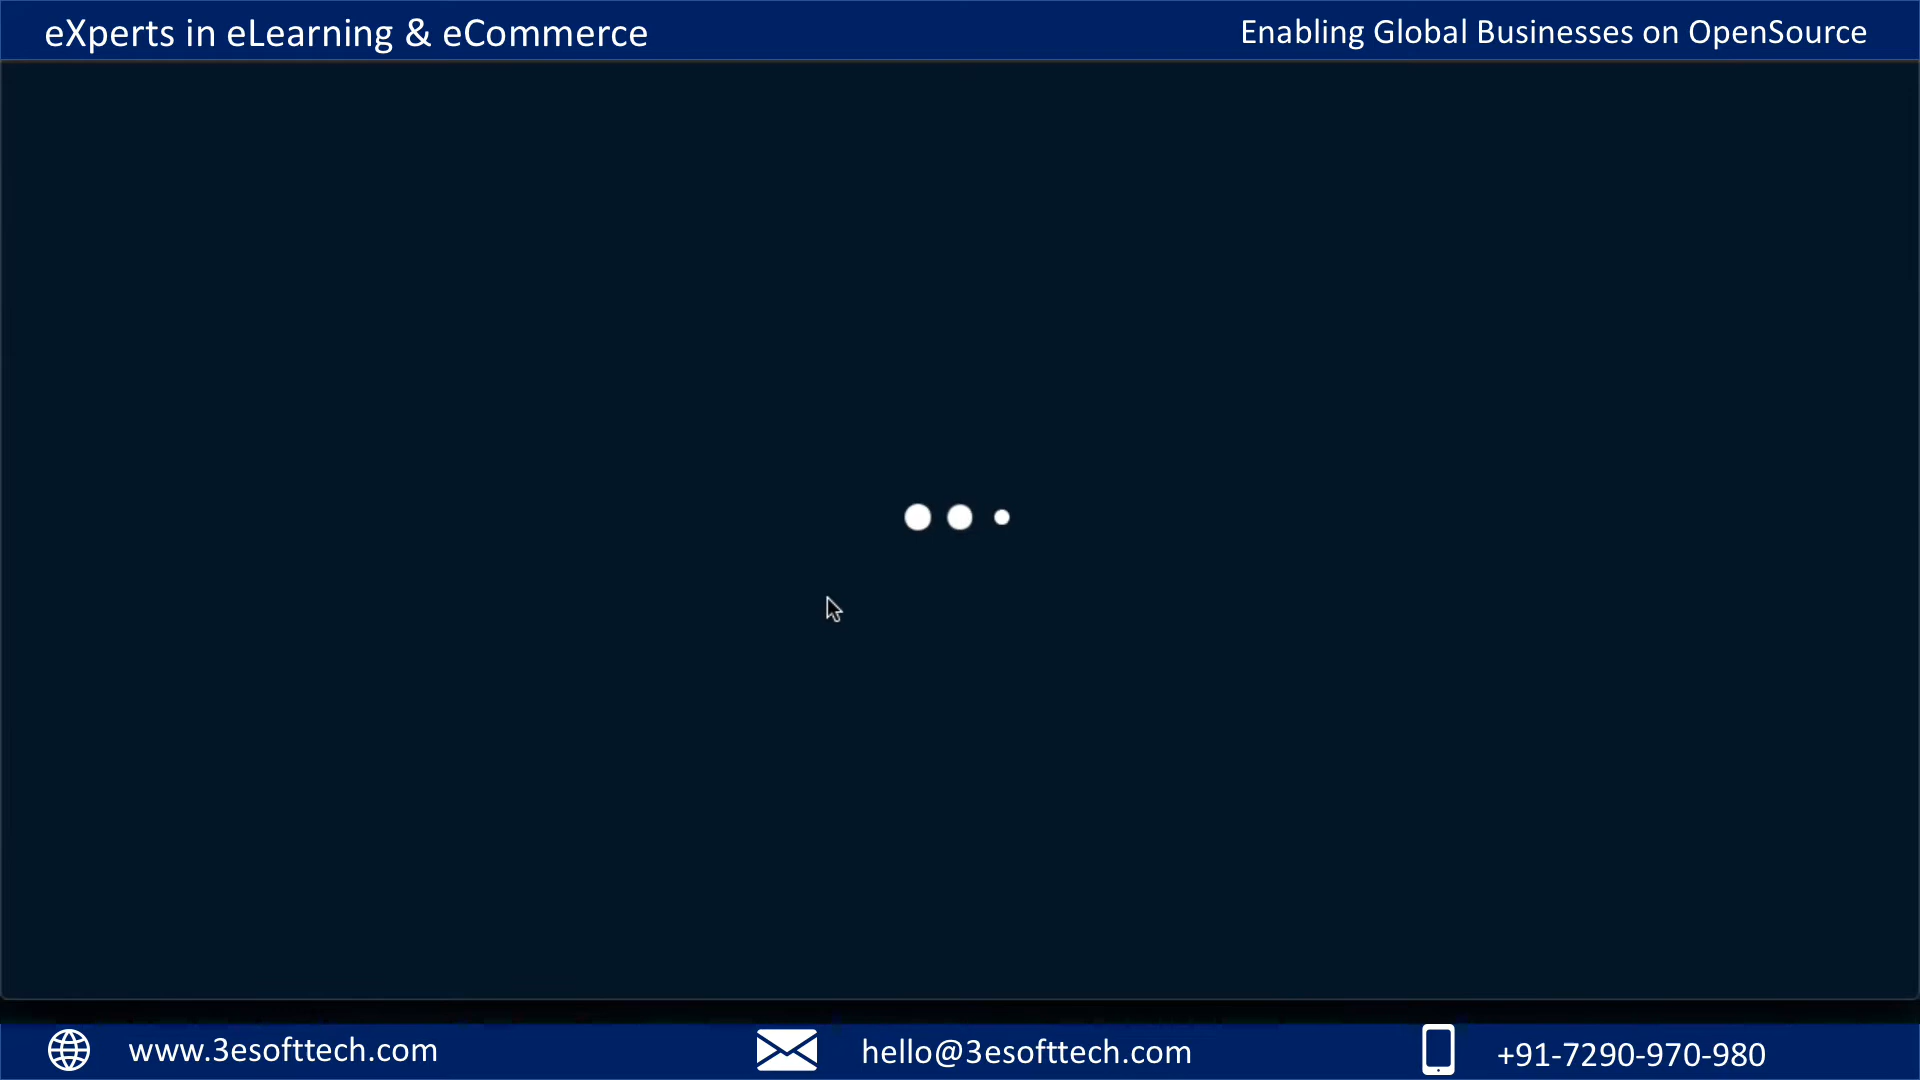 eXperts in eLearning & eCommerce
Enabling Global Businesses on OpenSource
www.3esofttech.com
hello@3esofttech.com
+91-7290-970-980